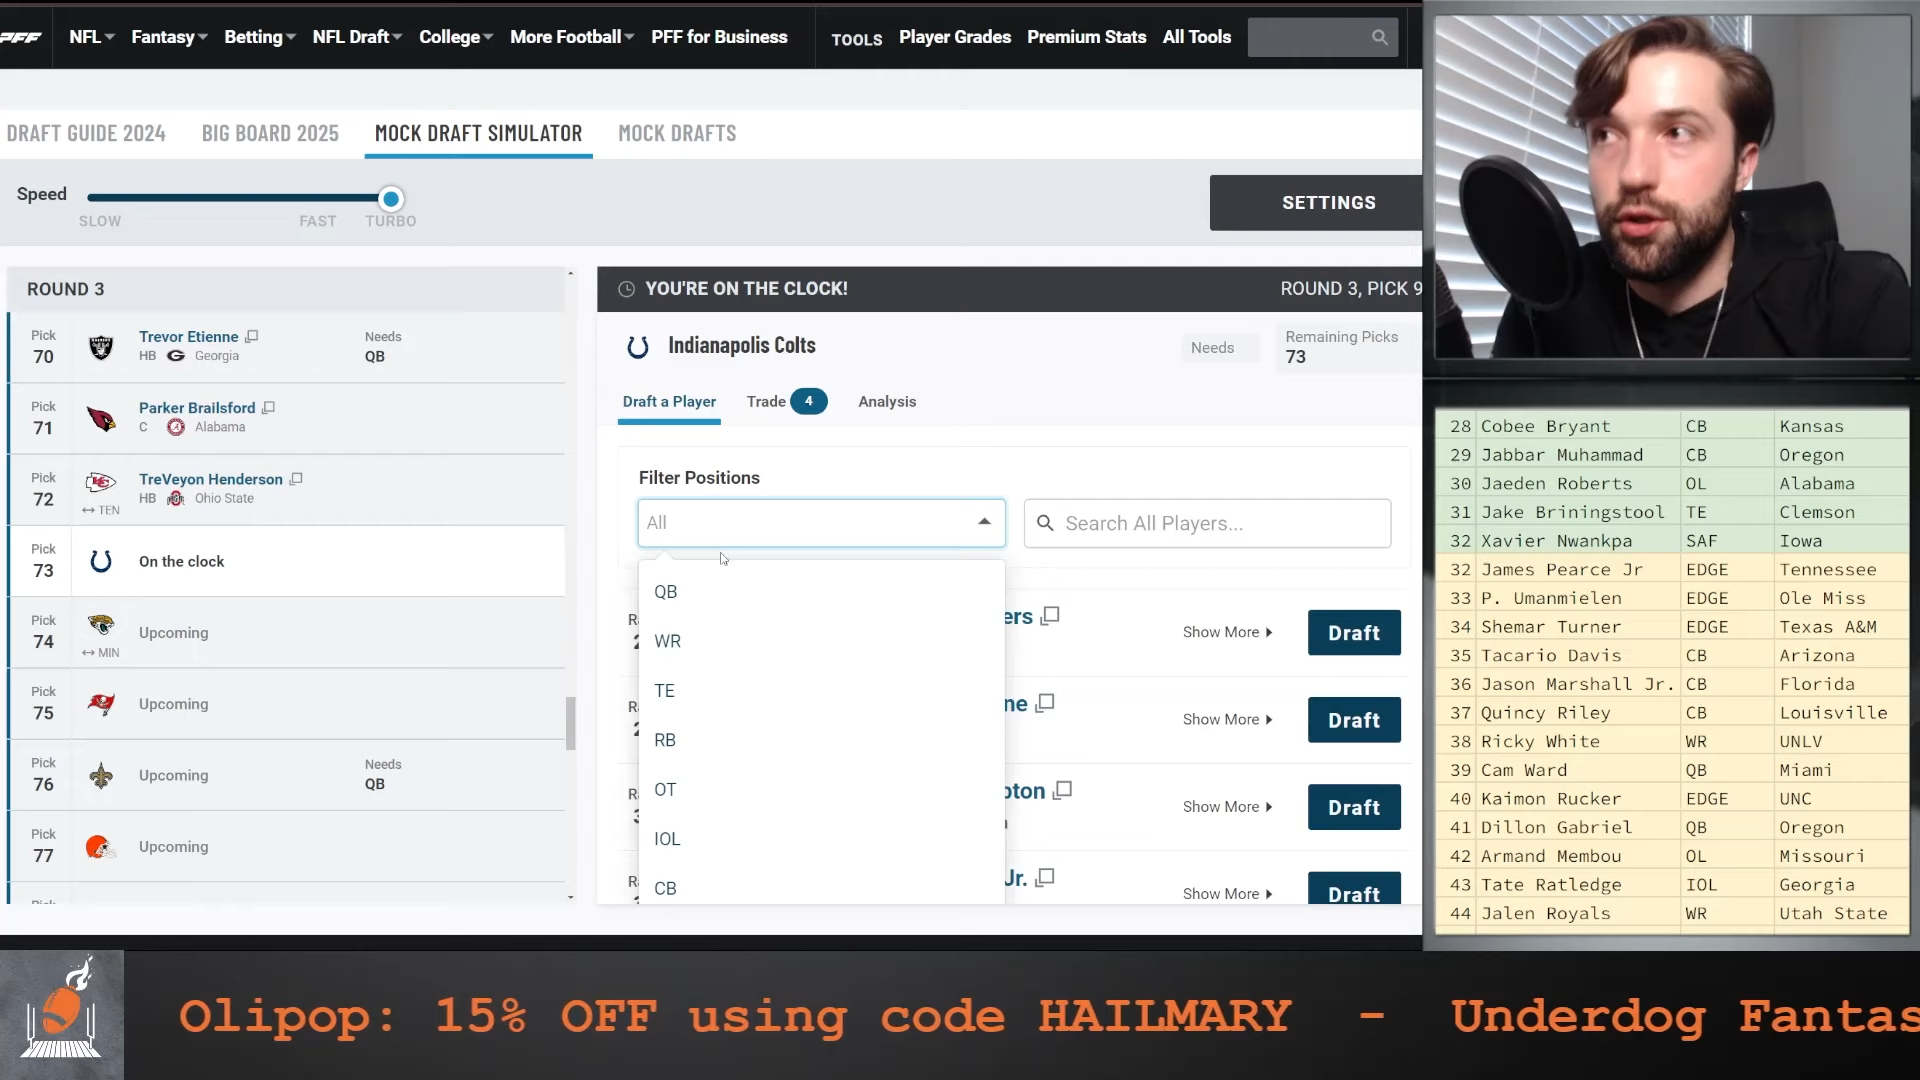 PFF
NFL
Fantasy
Betting
NFL Draft
College
More Football
PFF for Business
TOOLS
Player Grades
Premium Stats
All Tools
DRAFT GUIDE 2024
BIG BOARD 2025
MOCK DRAFT SIMULATOR
MOCK DRAFTS
Speed
SLOW
FAST
TURBO
SETTINGS
ROUND 3
Pick 70
Trevor Etienne
HB G Georgia
Needs
QB
Pick 71
Parker Brailsford
C Alabama
Pick 72
TEN
TreVeyon Henderson
HB Ohio State
Pick 73
On the clock
Pick 74
MIN
Upcoming
Pick 75
Upcoming
Pick 76
Upcoming
Needs
QB
Pick 77
Upcoming
YOU'RE ON THE CLOCK!
ROUND 3, PICK 9
Indianapolis Colts
Needs
Remaining Picks
73
Draft a Player
Trade 4
Analysis
Filter Positions
All
Search All Players...
QB
WR
TE
RB
OT
IOL
CB
ers
Show More
Draft
ne
Show More
Draft
pton
Show More
Draft
Jr.
Show More
Draft
28 Cobee Bryant CB Kansas
29 Jabbar Muhammad CB Oregon
30 Jaeden Roberts OL Alabama
31 Jake Briningstool TE Clemson
32 Xavier Nwankpa SAF Iowa
32 James Pearce Jr EDGE Tennessee
33 P. Umanmielen EDGE Ole Miss
34 Shemar Turner EDGE Texas A&M
35 Tacario Davis CB Arizona
36 Jason Marshall Jr. CB Florida
37 Quincy Riley CB Louisville
38 Ricky White WR UNLV
39 Cam Ward QB Miami
40 Kaimon Rucker EDGE UNC
41 Dillon Gabriel QB Oregon
42 Armand Membou OL Missouri
43 Tate Ratledge IOL Georgia
44 Jalen Royals WR Utah State
Olipop: 15% OFF using code HAILMARY - Underdog Fantas